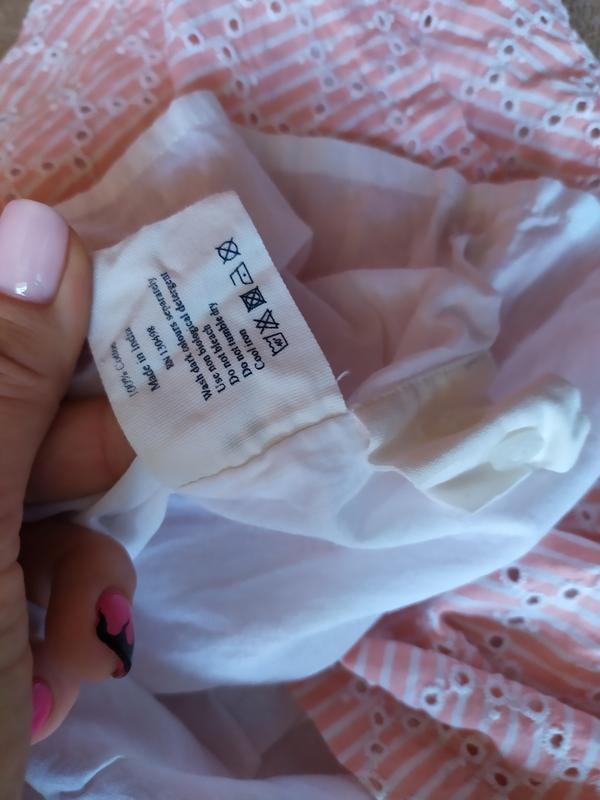 100% Cotton
Made in India
RN 130498
Wash dark colours separately
Use non biological detergent
Do not bleach
Do not tumble dry
Cool iron